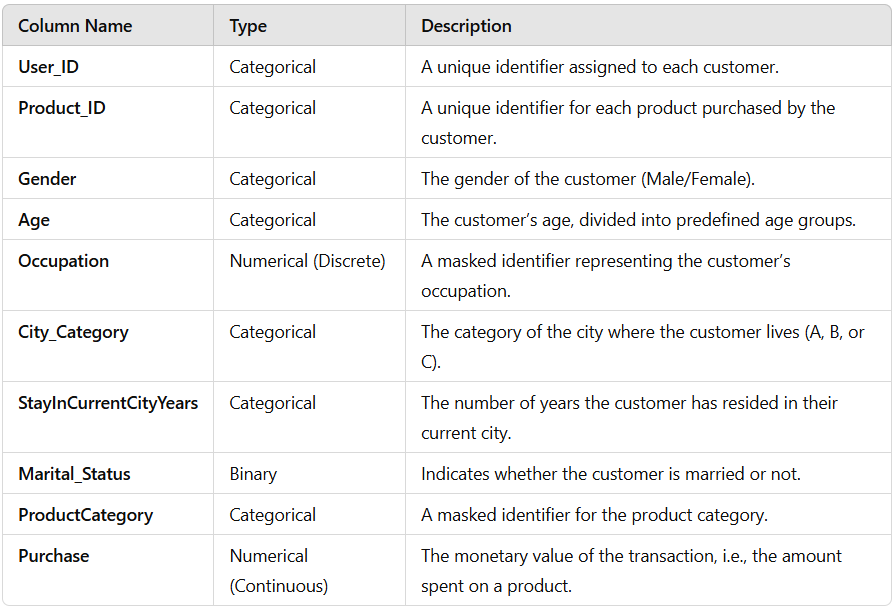 Column Name Type Description
User_ID Categorical A unique identifier assigned to each customer.
Product_ID Categorical A unique identifier for each product purchased by the
customer.
Gender Categorical The gender of the customer (Male/Female).
Age Categorical The customer’s age, divided into predefined age groups.
Occupation Numerical (Discrete) A masked identifier representing the customer’s
occupation.
City_Category Categorical The category of the city where the customer lives (A, B, or
C).
StayInCurrentCityYears Categorical The number of years the customer has resided in their
current city.
Marital_Status Binary Indicates whether the customer is married or not.
ProductCategory Categorical A masked identifier for the product category.
Purchase Numerical The monetary value of the transaction, i.e., the amount
(Continuous) spent on a product.